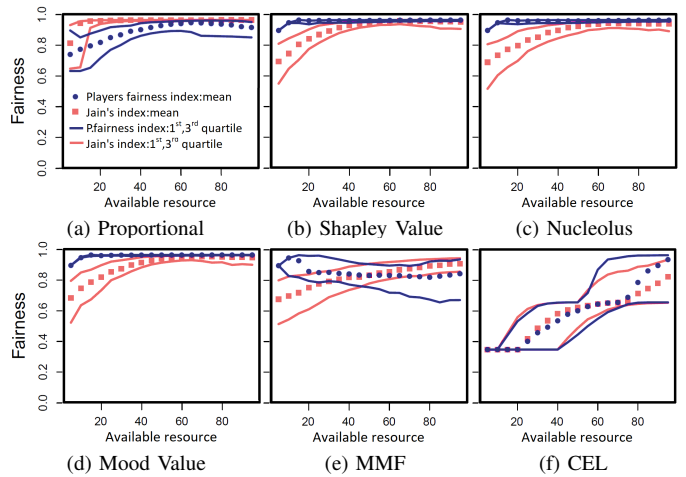 Fairness
1.0
0.8
0.6
0.4
0.2
0.0
Players fairness index:mean
Jain's index:mean
P.fairness index:1st,3rd quartile
Jain's index:1st,3rd quartile
20 40 60 80
20 40 60 80
20 40 60 80
Available resource
Available resource
Available resource
(a) Proportional
(b) Shapley Value
(c) Nucleolus
Fairness
1.0
0.8
0.6
0.4
0.2
0.0
20 40 60 80
20 40 60 80
20 40 60 80
Available resource
Available resource
Available resource
(d) Mood Value
(e) MMF
(f) CEL